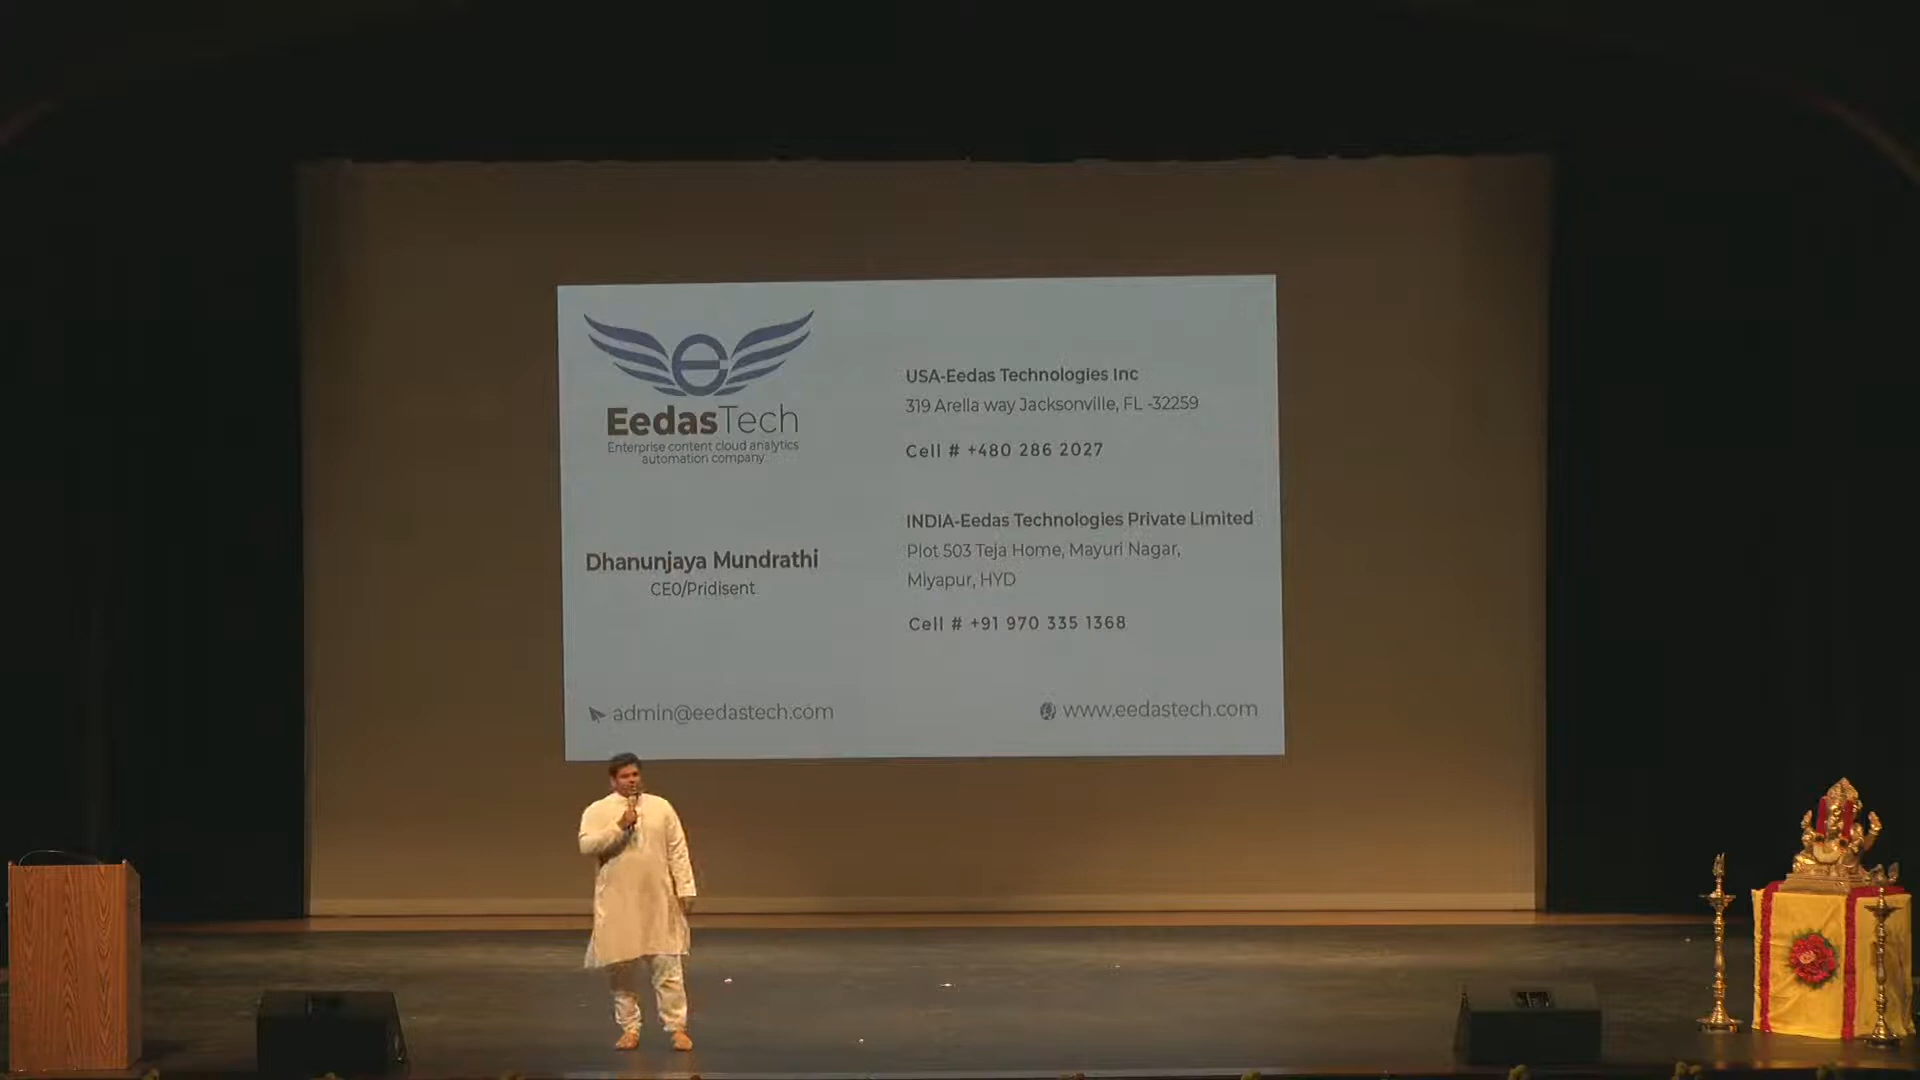 e
EedasTech
Enterprise content cloud analytics
automation company
Dhanunjaya Mundrathi
CEO/Pridisent
admin@eedastech.com
USA-Eedas Technologies Inc
319 Arella way Jacksonville, FL -32259
Cell # +480 286 2027
INDIA-Eedas Technologies Private Limited
Plot 503 Teja Home, Mayuri Nagar,
Miyapur, HYD
Cell # +91 970 335 1368
www.eedastech.com